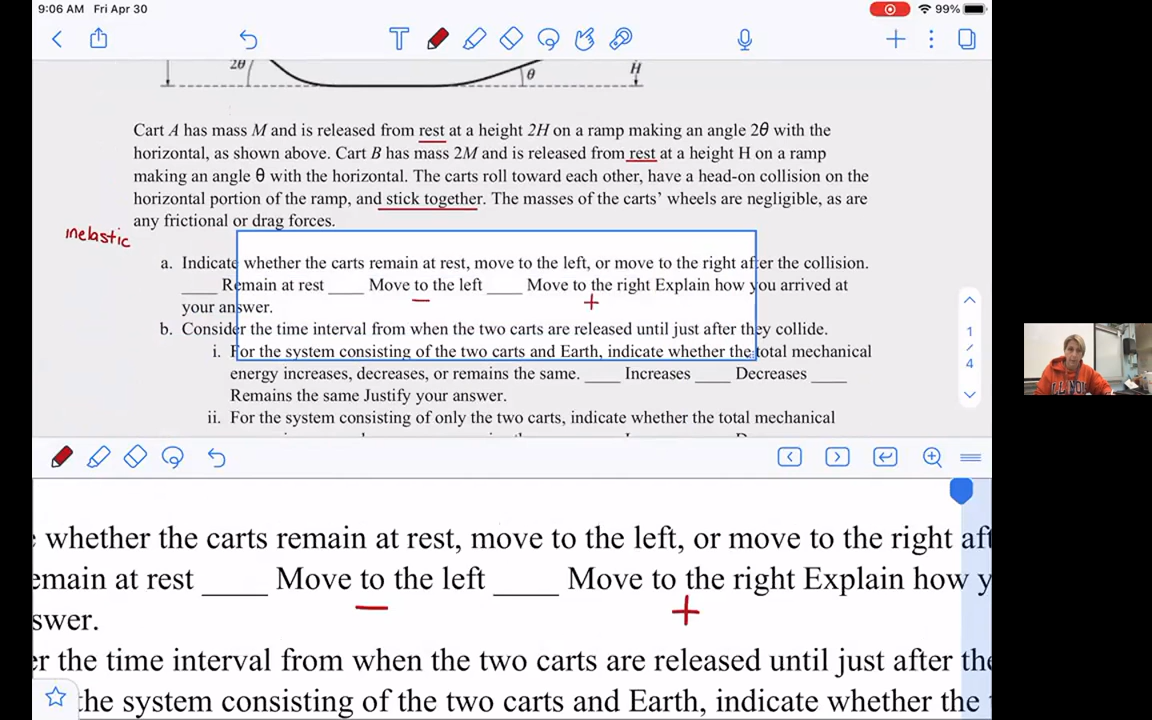 9:06 AM Fri Apr 30
99%
2θ
θ
H
Cart A has mass M and is released from rest at a height 2H on a ramp making an angle 2θ with the
horizontal, as shown above. Cart B has mass 2M and is released from rest at a height H on a ramp
making an angle θ with the horizontal. The carts roll toward each other, have a head-on collision on the
horizontal portion of the ramp, and stick together. The masses of the carts' wheels are negligible, as are
any frictional or drag forces.
inelastic
a. Indicate whether the carts remain at rest, move to the left, or move to the right after the collision.
____ Remain at rest ____ Move to the left ____ Move to the right Explain how you arrived at
− +
your answer.
b. Consider the time interval from when the two carts are released until just after they collide.
i. For the system consisting of the two carts and Earth, indicate whether the total mechanical
energy increases, decreases, or remains the same. ____ Increases ____ Decreases ____
Remains the same Justify your answer.
ii. For the system consisting of only the two carts, indicate whether the total mechanical
1
/
4
whether the carts remain at rest, move to the left, or move to the right aft
emain at rest ____ Move to the left ____ Move to the right Explain how y
− +
swer.
er the time interval from when the two carts are released until just after the
the system consisting of the two carts and Earth, indicate whether the
ILLINOIS